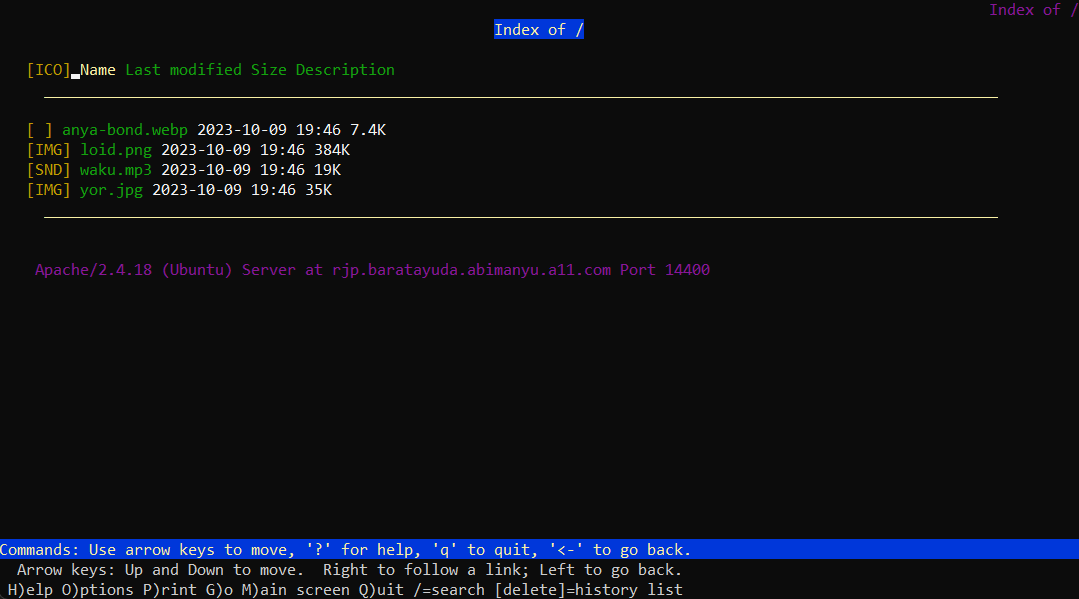 Index of /
Index of /
[ICO] Name Last modified Size Description
[ ] anya-bond.webp 2023-10-09 19:46 7.4K
[IMG] loid.png 2023-10-09 19:46 384K
[SND] waku.mp3 2023-10-09 19:46 19K
[IMG] yor.jpg 2023-10-09 19:46 35K
Apache/2.4.18 (Ubuntu) Server at rjp.baratayuda.abimanyu.a11.com Port 14400
Commands: Use arrow keys to move, '?' for help, 'q' to quit, '<-' to go back.
Arrow keys: Up and Down to move.  Right to follow a link; Left to go back.
H)elp O)ptions P)rint G)o M)ain screen Q)uit /=search [delete]=history list